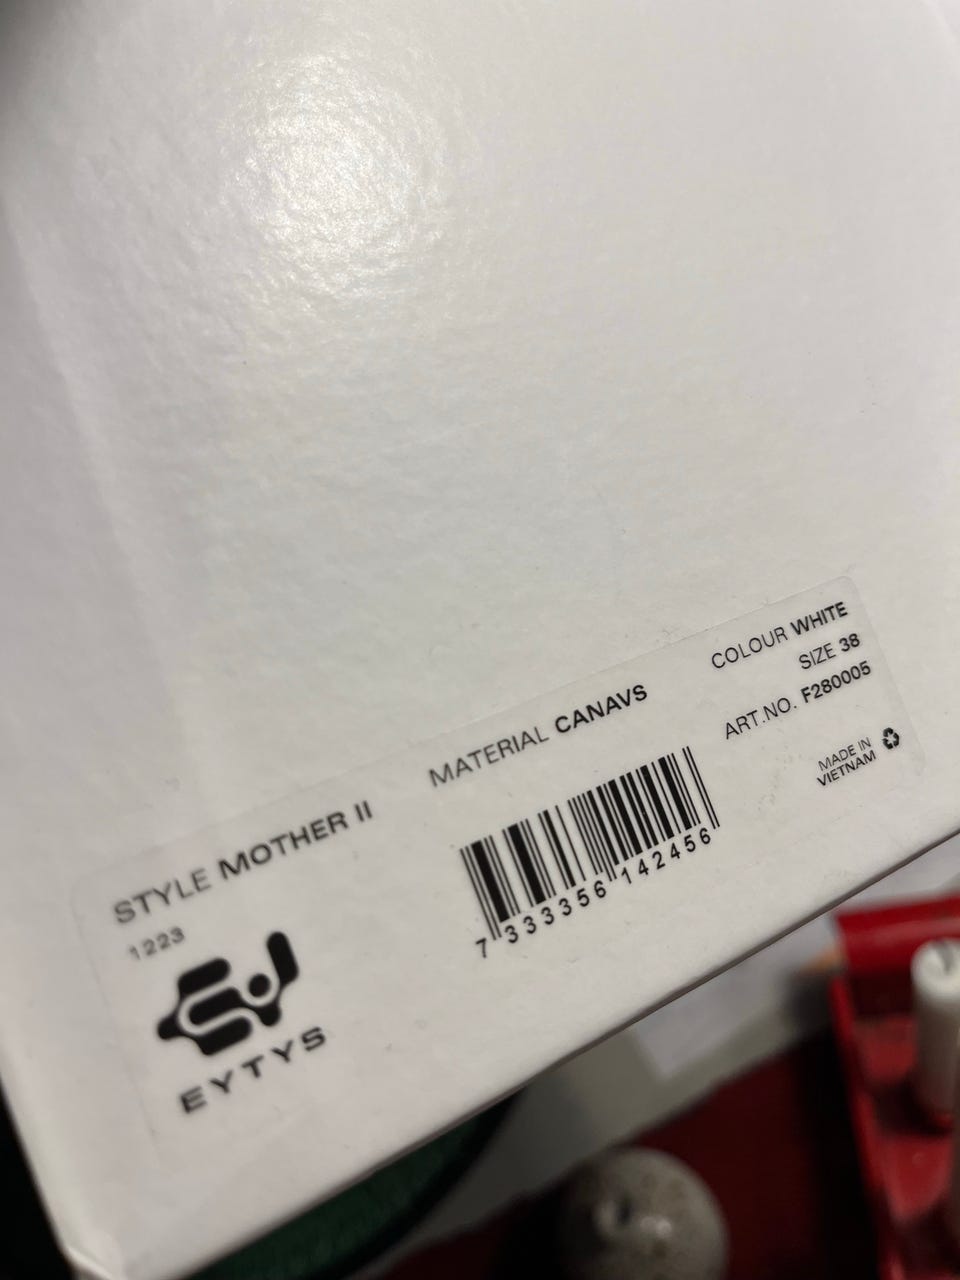 STYLE MOTHER II
1223
EYTYS
MATERIAL CANAVS
7 333356 142456
COLOUR WHITE
SIZE 38
ART.NO. F280005
MADE IN
VIETNAM